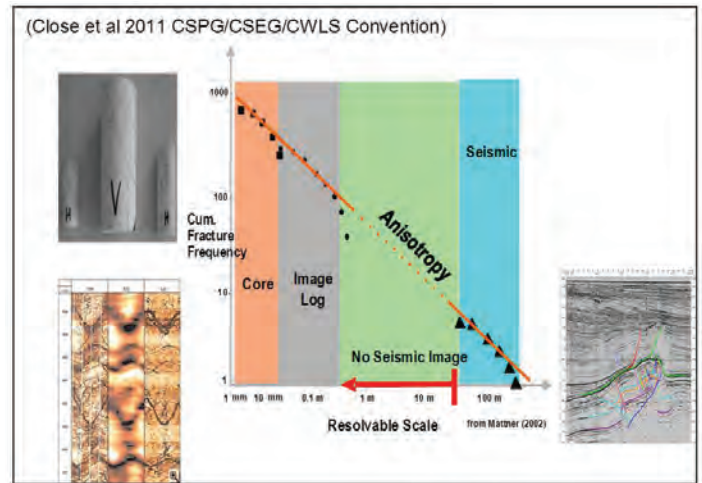 (Close et al 2011 CSPG/CSEG/CWLS Convention)
1000
100
10
1
Cum.
Fracture
Frequency
Core
Image
Log
Anisotropy
Seismic
No Seismic Image
1 mm
10 mm
0.1 m
1 m
10 m
100 m
Resolvable Scale
from Mattner (2002)
H
V
H